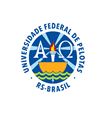 UNIVERSIDADE FEDERAL DE PELOTAS
Α Ω
• RS-BRASIL •